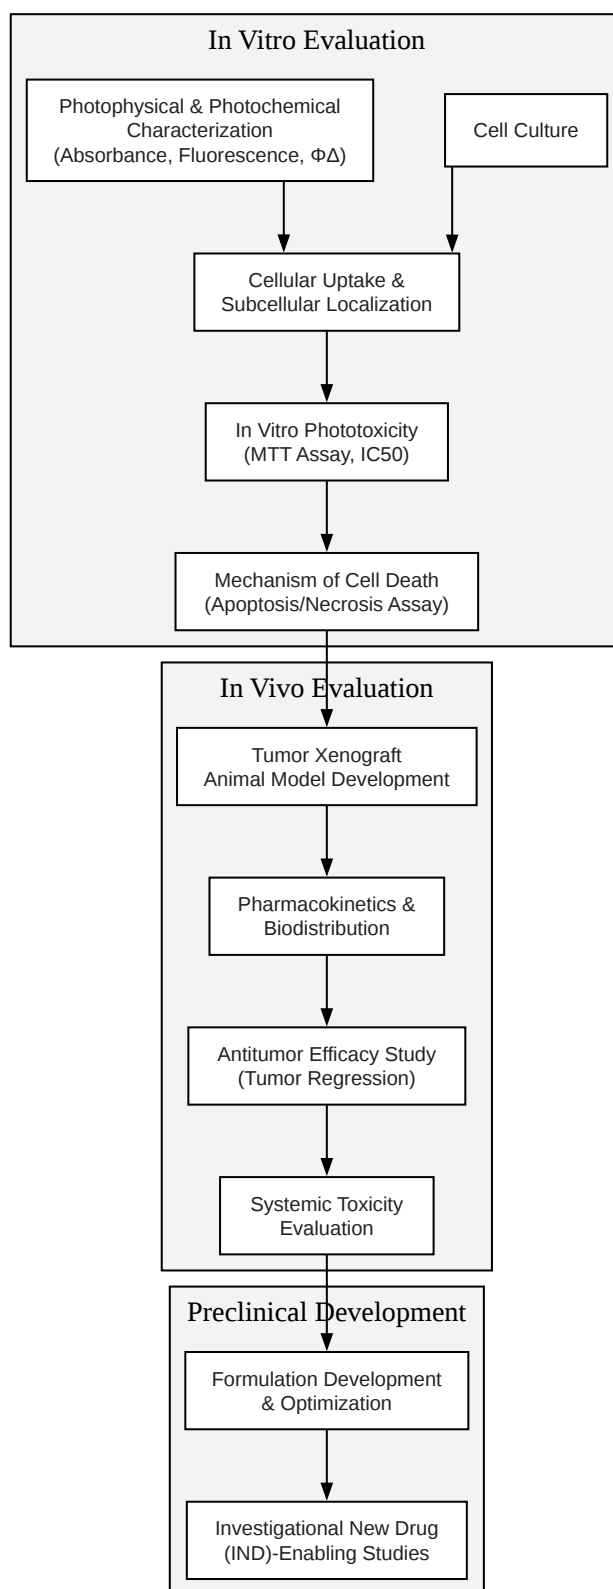 In Vitro Evaluation
Photophysical & Photochemical
Characterization
(Absorbance, Fluorescence, ΦΔ)
Cell Culture
Cellular Uptake &
Subcellular Localization
In Vitro Phototoxicity
(MTT Assay, IC50)
Mechanism of Cell Death
(Apoptosis/Necrosis Assay)
In Vivo Evaluation
Tumor Xenograft
Animal Model Development
Pharmacokinetics &
Biodistribution
Antitumor Efficacy Study
(Tumor Regression)
Systemic Toxicity
Evaluation
Preclinical Development
Formulation Development
& Optimization
Investigational New Drug
(IND)-Enabling Studies